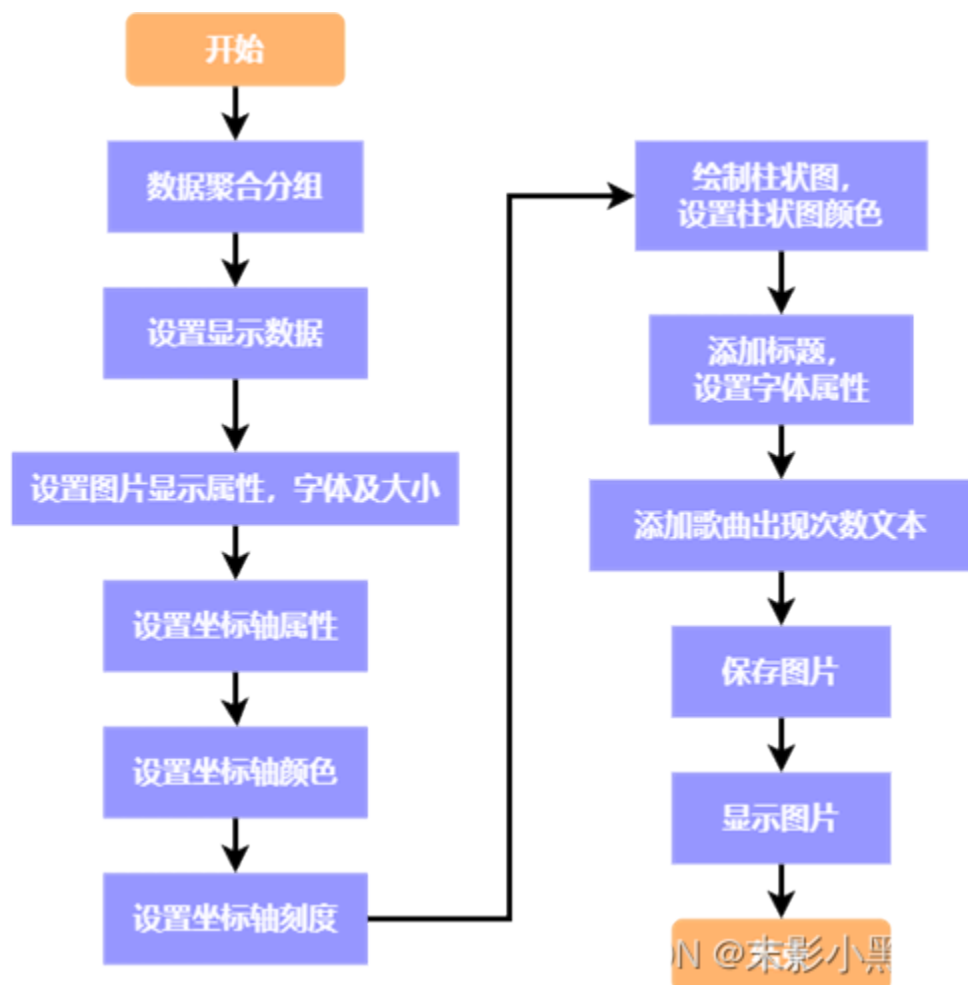 开始
数据聚合分组
设置显示数据
设置图片显示属性，字体及大小
设置坐标轴属性
设置坐标轴颜色
设置坐标轴刻度
绘制柱状图，
设置柱状图颜色
添加标题，
设置字体属性
添加歌曲出现次数文本
保存图片
显示图片
@末影小黑